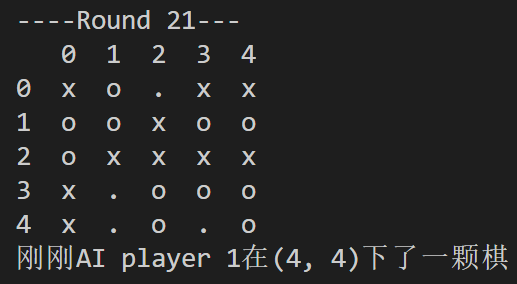 ----Round 21---
   0  1  2  3  4
0  x  o  .  x  x
1  o  o  x  o  o
2  o  x  x  x  x
3  x  .  o  o  o
4  x  .  o  .  o
刚刚AI player 1在(4, 4)下了一颗棋